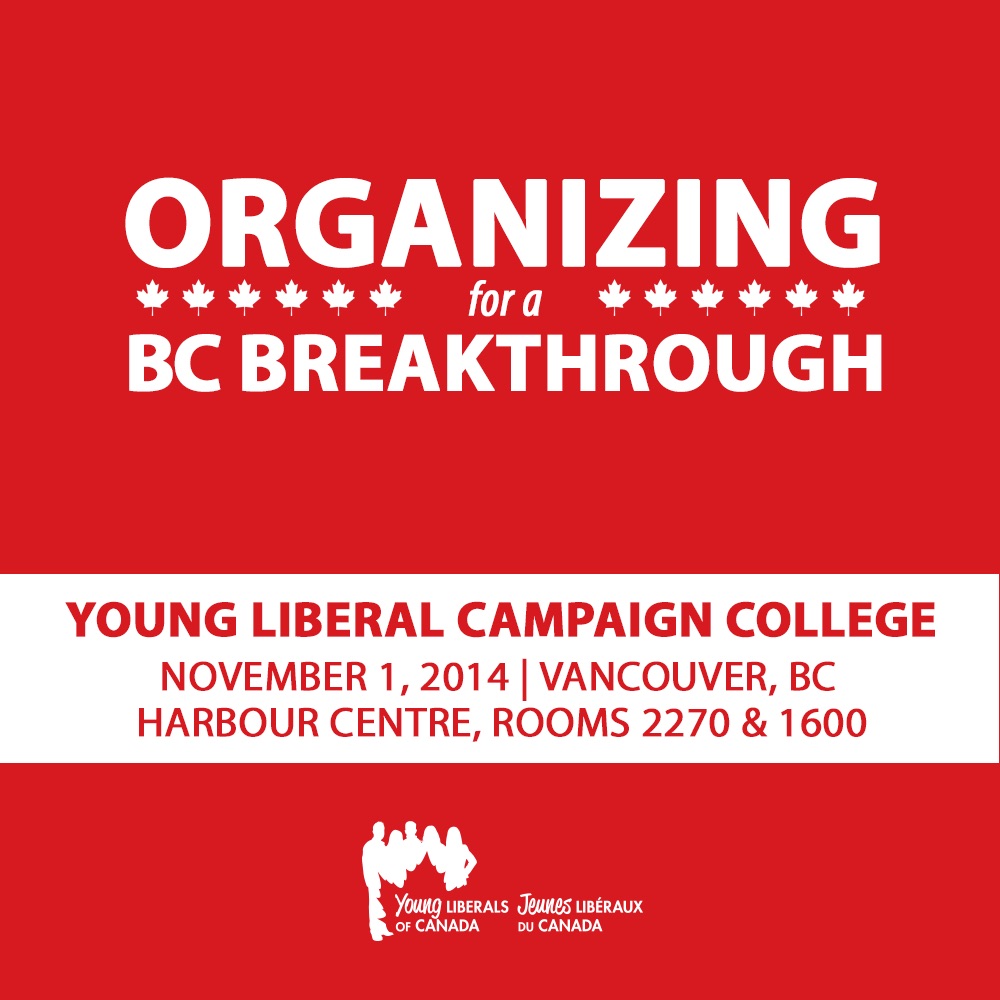 ORGANIZING
for a
BC BREAKTHROUGH
YOUNG LIBERAL CAMPAIGN COLLEGE
NOVEMBER 1, 2014 | VANCOUVER, BC
HARBOUR CENTRE, ROOMS 2270 & 1600
Young LIBERALS
OF CANADA
Jeunes LIBÉRAUX
DU CANADA